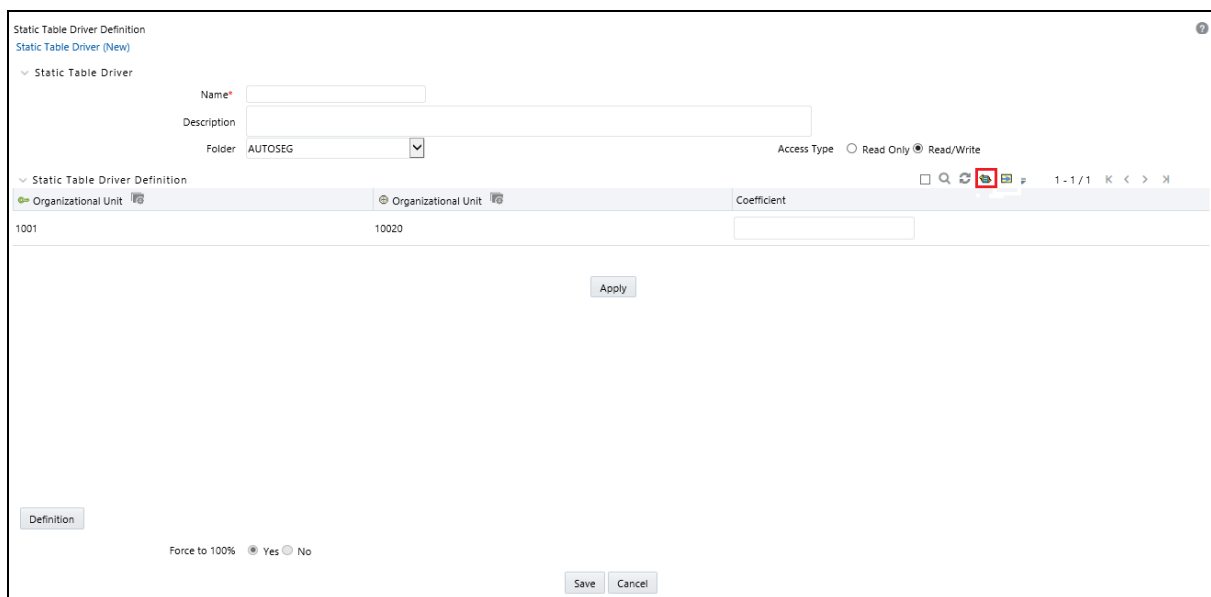 Static Table Driver Definition
Static Table Driver (New)
Static Table Driver
Name*
Description
Folder AUTOSEG Access Type Read Only Read/Write
Static Table Driver Definition 1 - 1 / 1
Organizational Unit Organizational Unit Coefficient
1001 10020
Apply
Definition
Force to 100% Yes No
Save Cancel